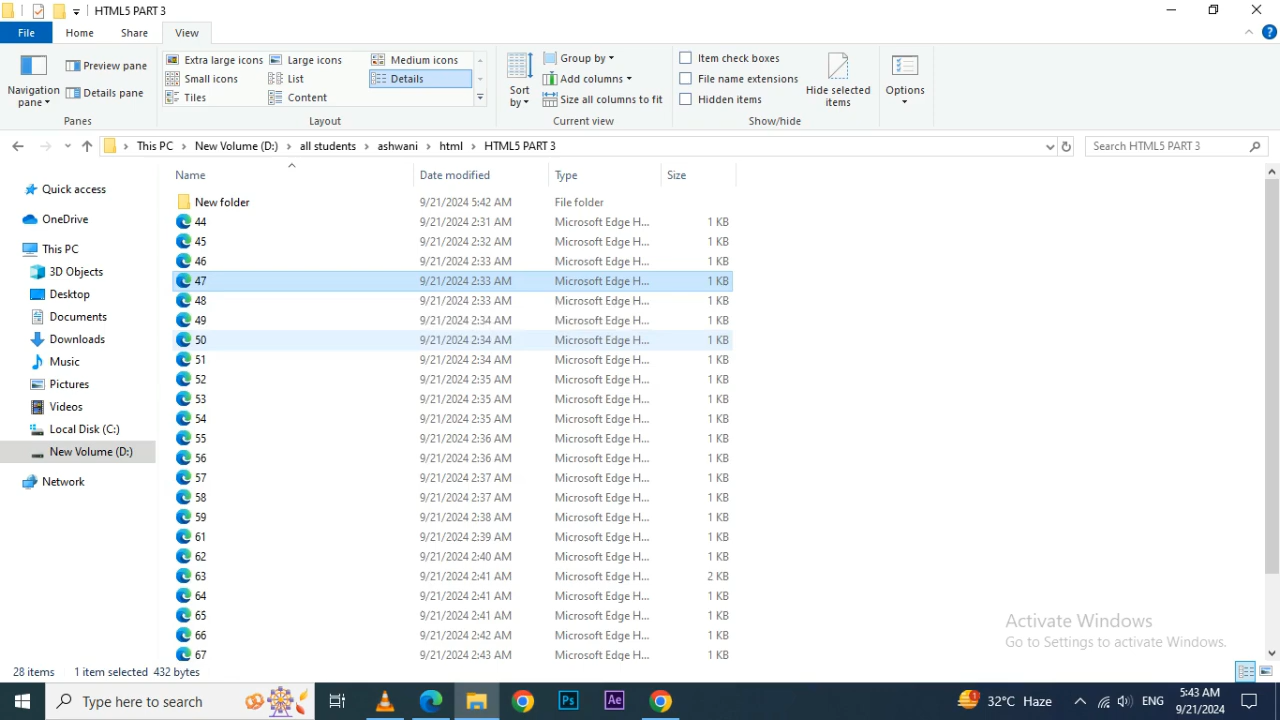 HTML5 PART 3
File Home Share View
Navigation pane
Preview pane
Details pane
Panes
Extra large icons Large icons Medium icons
Small icons List Details
Tiles Content
Layout
Sort by
Group by
Add columns
Size all columns to fit
Current view
Item check boxes
File name extensions
Hidden items
Hide selected items
Show/hide
Options
This PC New Volume (D:) all students ashwani html HTML5 PART 3
Search HTML5 PART 3
Quick access
OneDrive
This PC
3D Objects
Desktop
Documents
Downloads
Music
Pictures
Videos
Local Disk (C:)
New Volume (D:)
Network
Name Date modified Type Size
New folder 9/21/2024 5:42 AM File folder
44 9/21/2024 2:31 AM Microsoft Edge H... 1 KB
45 9/21/2024 2:32 AM Microsoft Edge H... 1 KB
46 9/21/2024 2:33 AM Microsoft Edge H... 1 KB
47 9/21/2024 2:33 AM Microsoft Edge H... 1 KB
48 9/21/2024 2:33 AM Microsoft Edge H... 1 KB
49 9/21/2024 2:34 AM Microsoft Edge H... 1 KB
50 9/21/2024 2:34 AM Microsoft Edge H... 1 KB
51 9/21/2024 2:34 AM Microsoft Edge H... 1 KB
52 9/21/2024 2:35 AM Microsoft Edge H... 1 KB
53 9/21/2024 2:35 AM Microsoft Edge H... 1 KB
54 9/21/2024 2:35 AM Microsoft Edge H... 1 KB
55 9/21/2024 2:36 AM Microsoft Edge H... 1 KB
56 9/21/2024 2:36 AM Microsoft Edge H... 1 KB
57 9/21/2024 2:37 AM Microsoft Edge H... 1 KB
58 9/21/2024 2:37 AM Microsoft Edge H... 1 KB
59 9/21/2024 2:38 AM Microsoft Edge H... 1 KB
61 9/21/2024 2:39 AM Microsoft Edge H... 1 KB
62 9/21/2024 2:40 AM Microsoft Edge H... 1 KB
63 9/21/2024 2:41 AM Microsoft Edge H... 2 KB
64 9/21/2024 2:41 AM Microsoft Edge H... 1 KB
65 9/21/2024 2:41 AM Microsoft Edge H... 1 KB
66 9/21/2024 2:42 AM Microsoft Edge H... 1 KB
67 9/21/2024 2:43 AM Microsoft Edge H... 1 KB
Activate Windows
Go to Settings to activate Windows.
28 items 1 item selected 432 bytes
Type here to search
Ps
Ae
32°C Haze
ENG
5:43 AM
9/21/2024